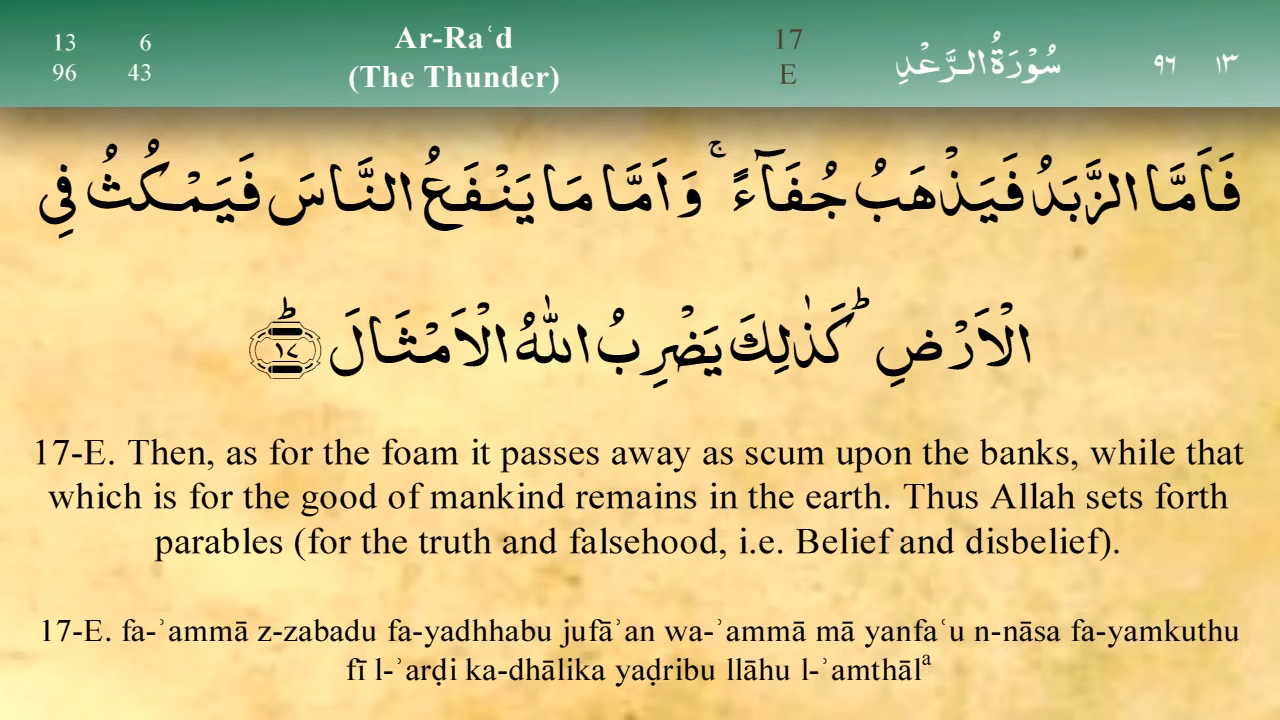 13 6
96 43
Ar-Raʿd
(The Thunder)
17
E
سُوْرَةُ الرَّعْدِ
١٣ ٩٦
فَاَمَّا الزَّبَدُ فَيَذْهَبُ جُفَآءً ۚ وَاَمَّا مَا يَنْفَعُ النَّاسَ فَيَمْكُثُ فِي
الْاَرْضِ ؕ كَذٰلِكَ يَضْرِبُ اللّٰهُ الْاَمْثَالَ ؕ ١٧
17-E. Then, as for the foam it passes away as scum upon the banks, while that
which is for the good of mankind remains in the earth. Thus Allah sets forth
parables (for the truth and falsehood, i.e. Belief and disbelief).
17-E. fa-ʾammā z-zabadu fa-yadhhabu jufāʾan wa-ʾammā mā yanfaʿu n-nāsa fa-yamkuthu
fī l-ʾarḍi ka-dhālika yaḍribu llāhu l-ʾamthālᵃ